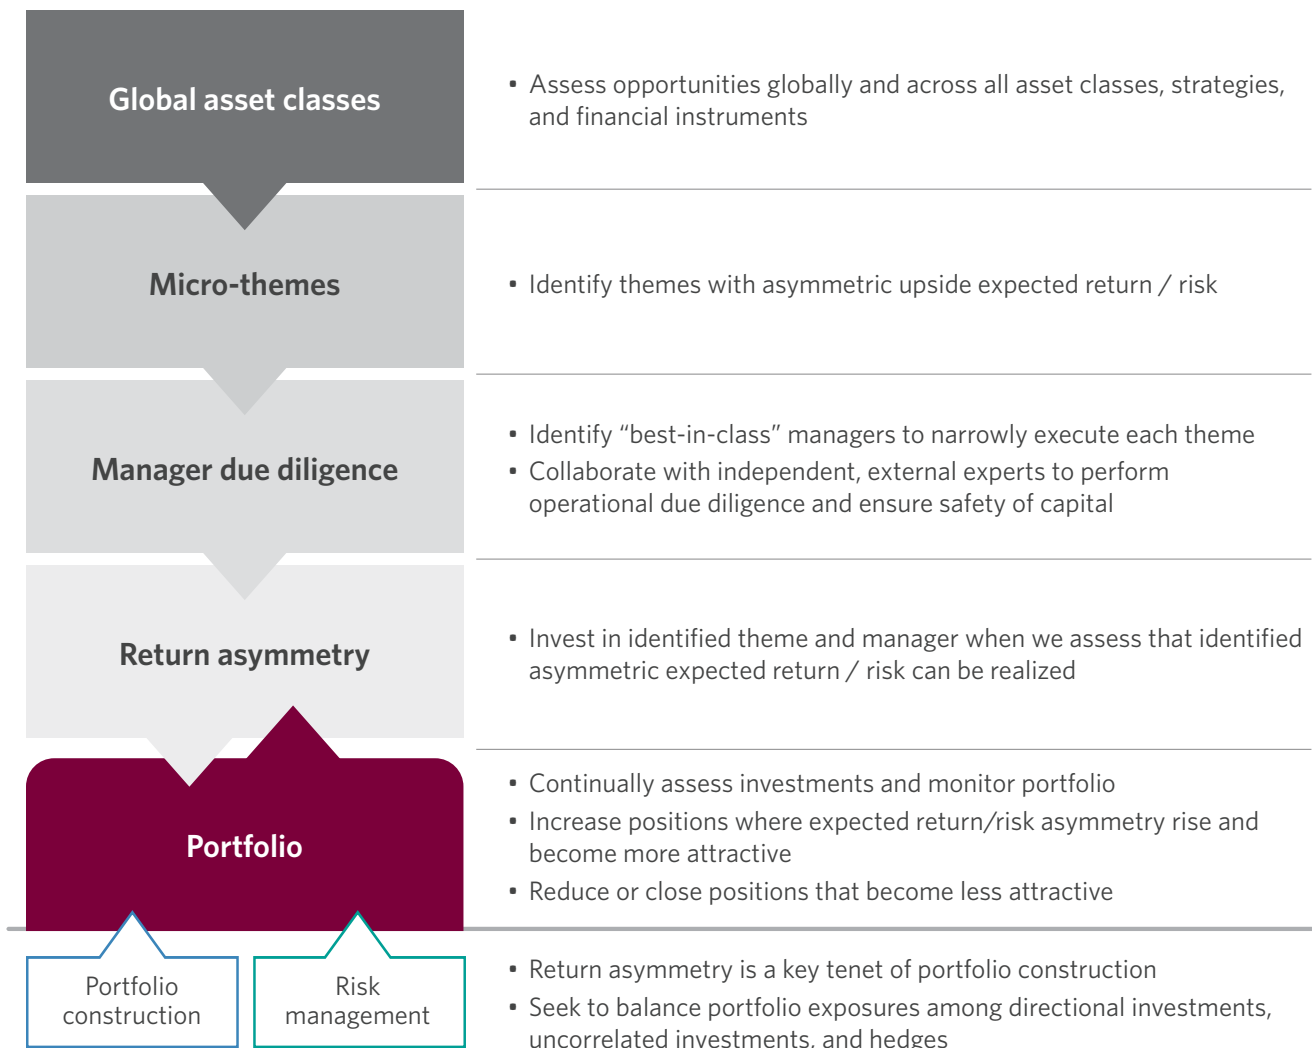 Global asset classes
• Assess opportunities globally and across all asset classes, strategies,
and financial instruments
Micro-themes
• Identify themes with asymmetric upside expected return / risk
Manager due diligence
• Identify “best-in-class” managers to narrowly execute each theme
• Collaborate with independent, external experts to perform
operational due diligence and ensure safety of capital
Return asymmetry
• Invest in identified theme and manager when we assess that identified
asymmetric expected return / risk can be realized
Portfolio
• Continually assess investments and monitor portfolio
• Increase positions where expected return/risk asymmetry rise and
become more attractive
• Reduce or close positions that become less attractive
Portfolio
construction
Risk
management
• Return asymmetry is a key tenet of portfolio construction
• Seek to balance portfolio exposures among directional investments,
uncorrelated investments, and hedges